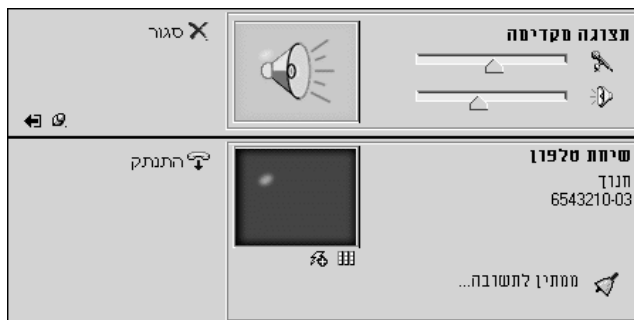 תצוגה מקדימה
סגור
שיחת טלפון
חנוך
6543210-03
ממתין לתשובה...
התנתק